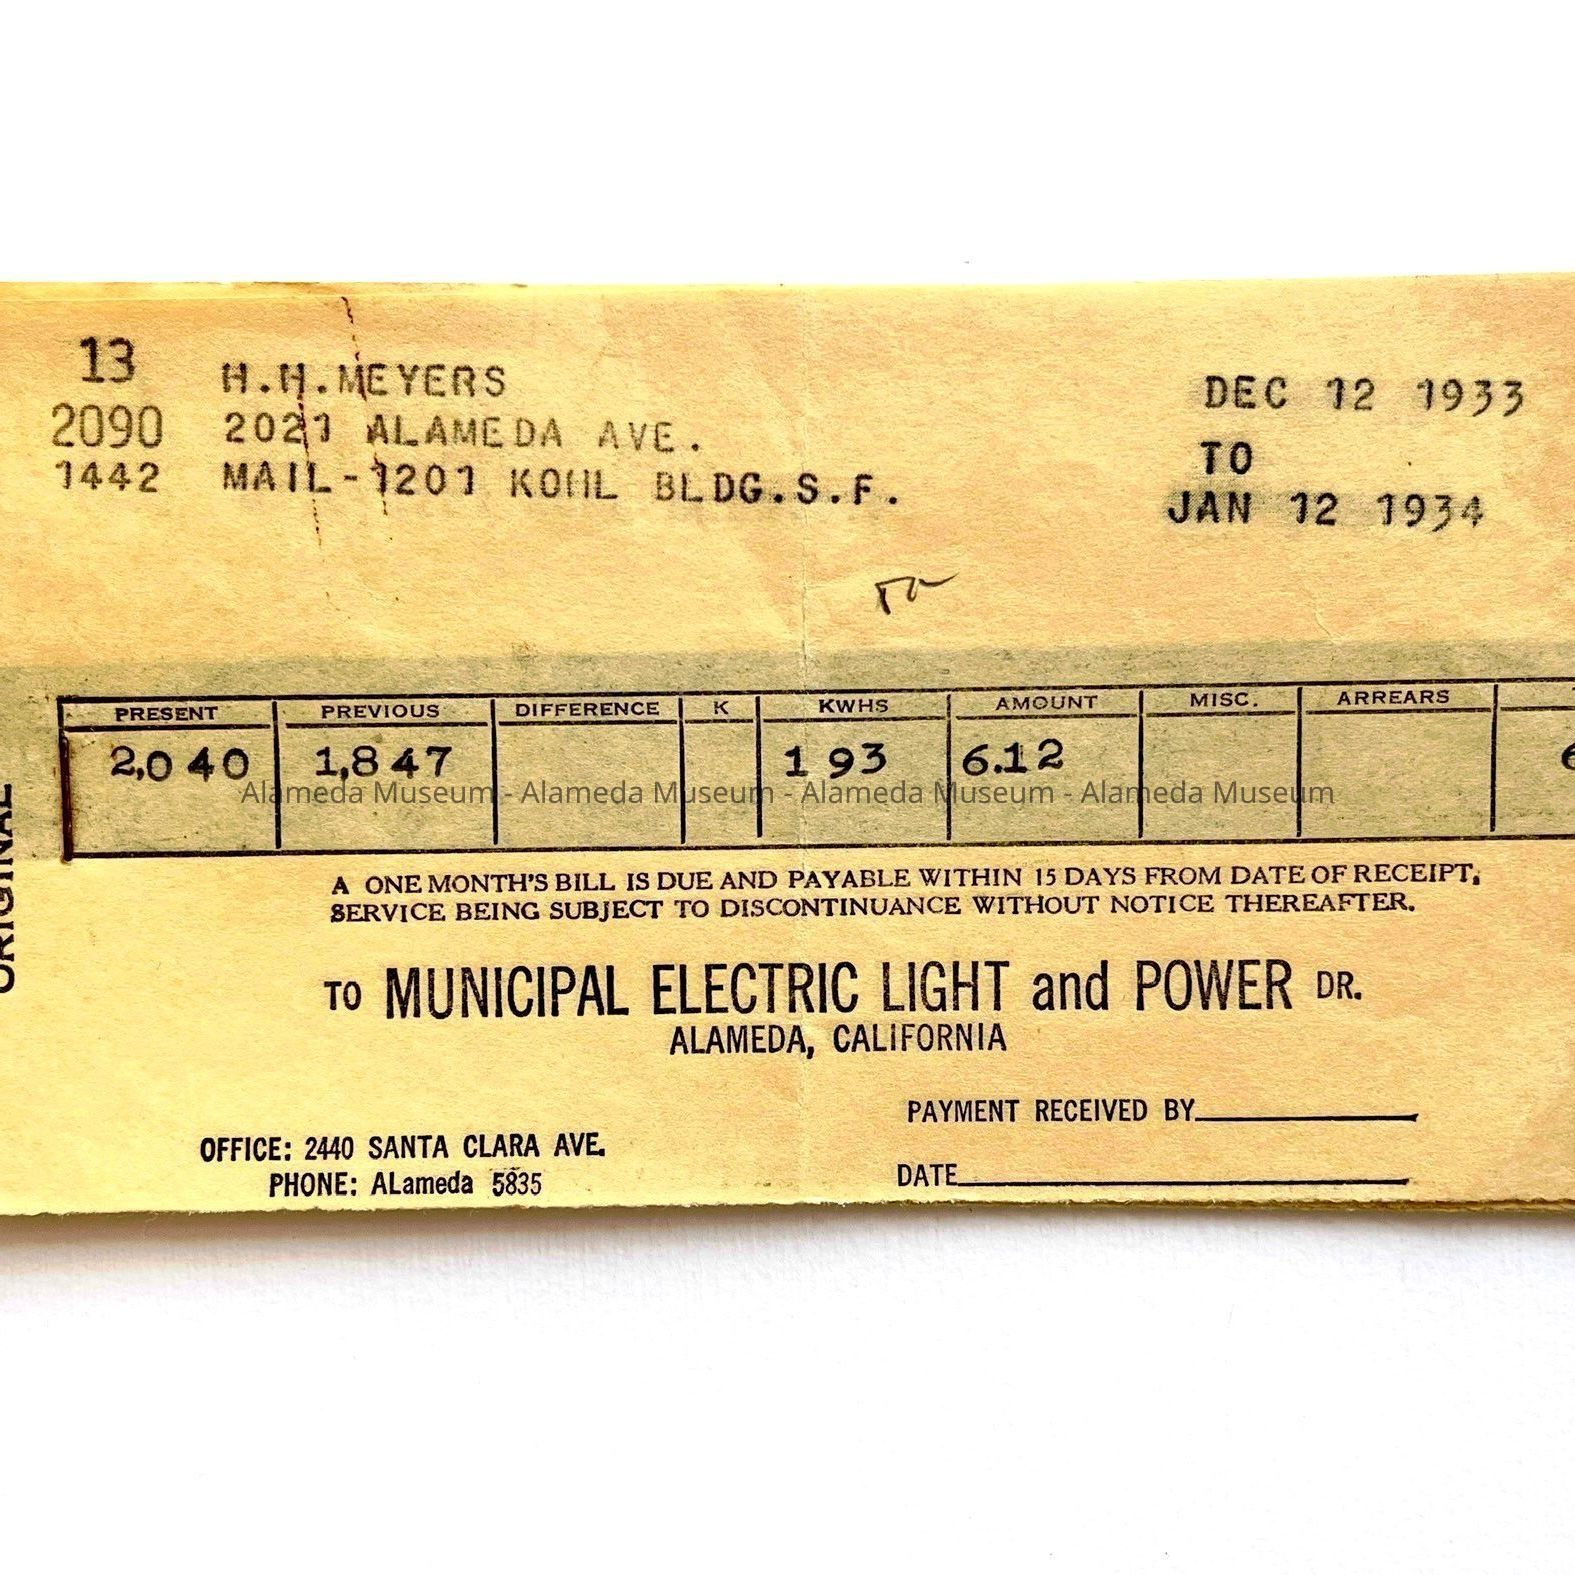 13
2090
1442
H.H.MEYERS
2021 ALAMEDA AVE.
MAIL-1201 KOHL BLDG.S.F.
DEC 12 1933
TO
JAN 12 1934
PRESENT PREVIOUS DIFFERENCE K KWHS AMOUNT MISC. ARREARS
2,040 1,847 193 6.12 6
Alameda Museum - Alameda Museum - Alameda Museum - Alameda Museum
ORIGINAL
A ONE MONTH'S BILL IS DUE AND PAYABLE WITHIN 15 DAYS FROM DATE OF RECEIPT,
SERVICE BEING SUBJECT TO DISCONTINUANCE WITHOUT NOTICE THEREAFTER.
TO MUNICIPAL ELECTRIC LIGHT and POWER DR.
ALAMEDA, CALIFORNIA
PAYMENT RECEIVED BY
DATE
OFFICE: 2440 SANTA CLARA AVE.
PHONE: ALameda 5835